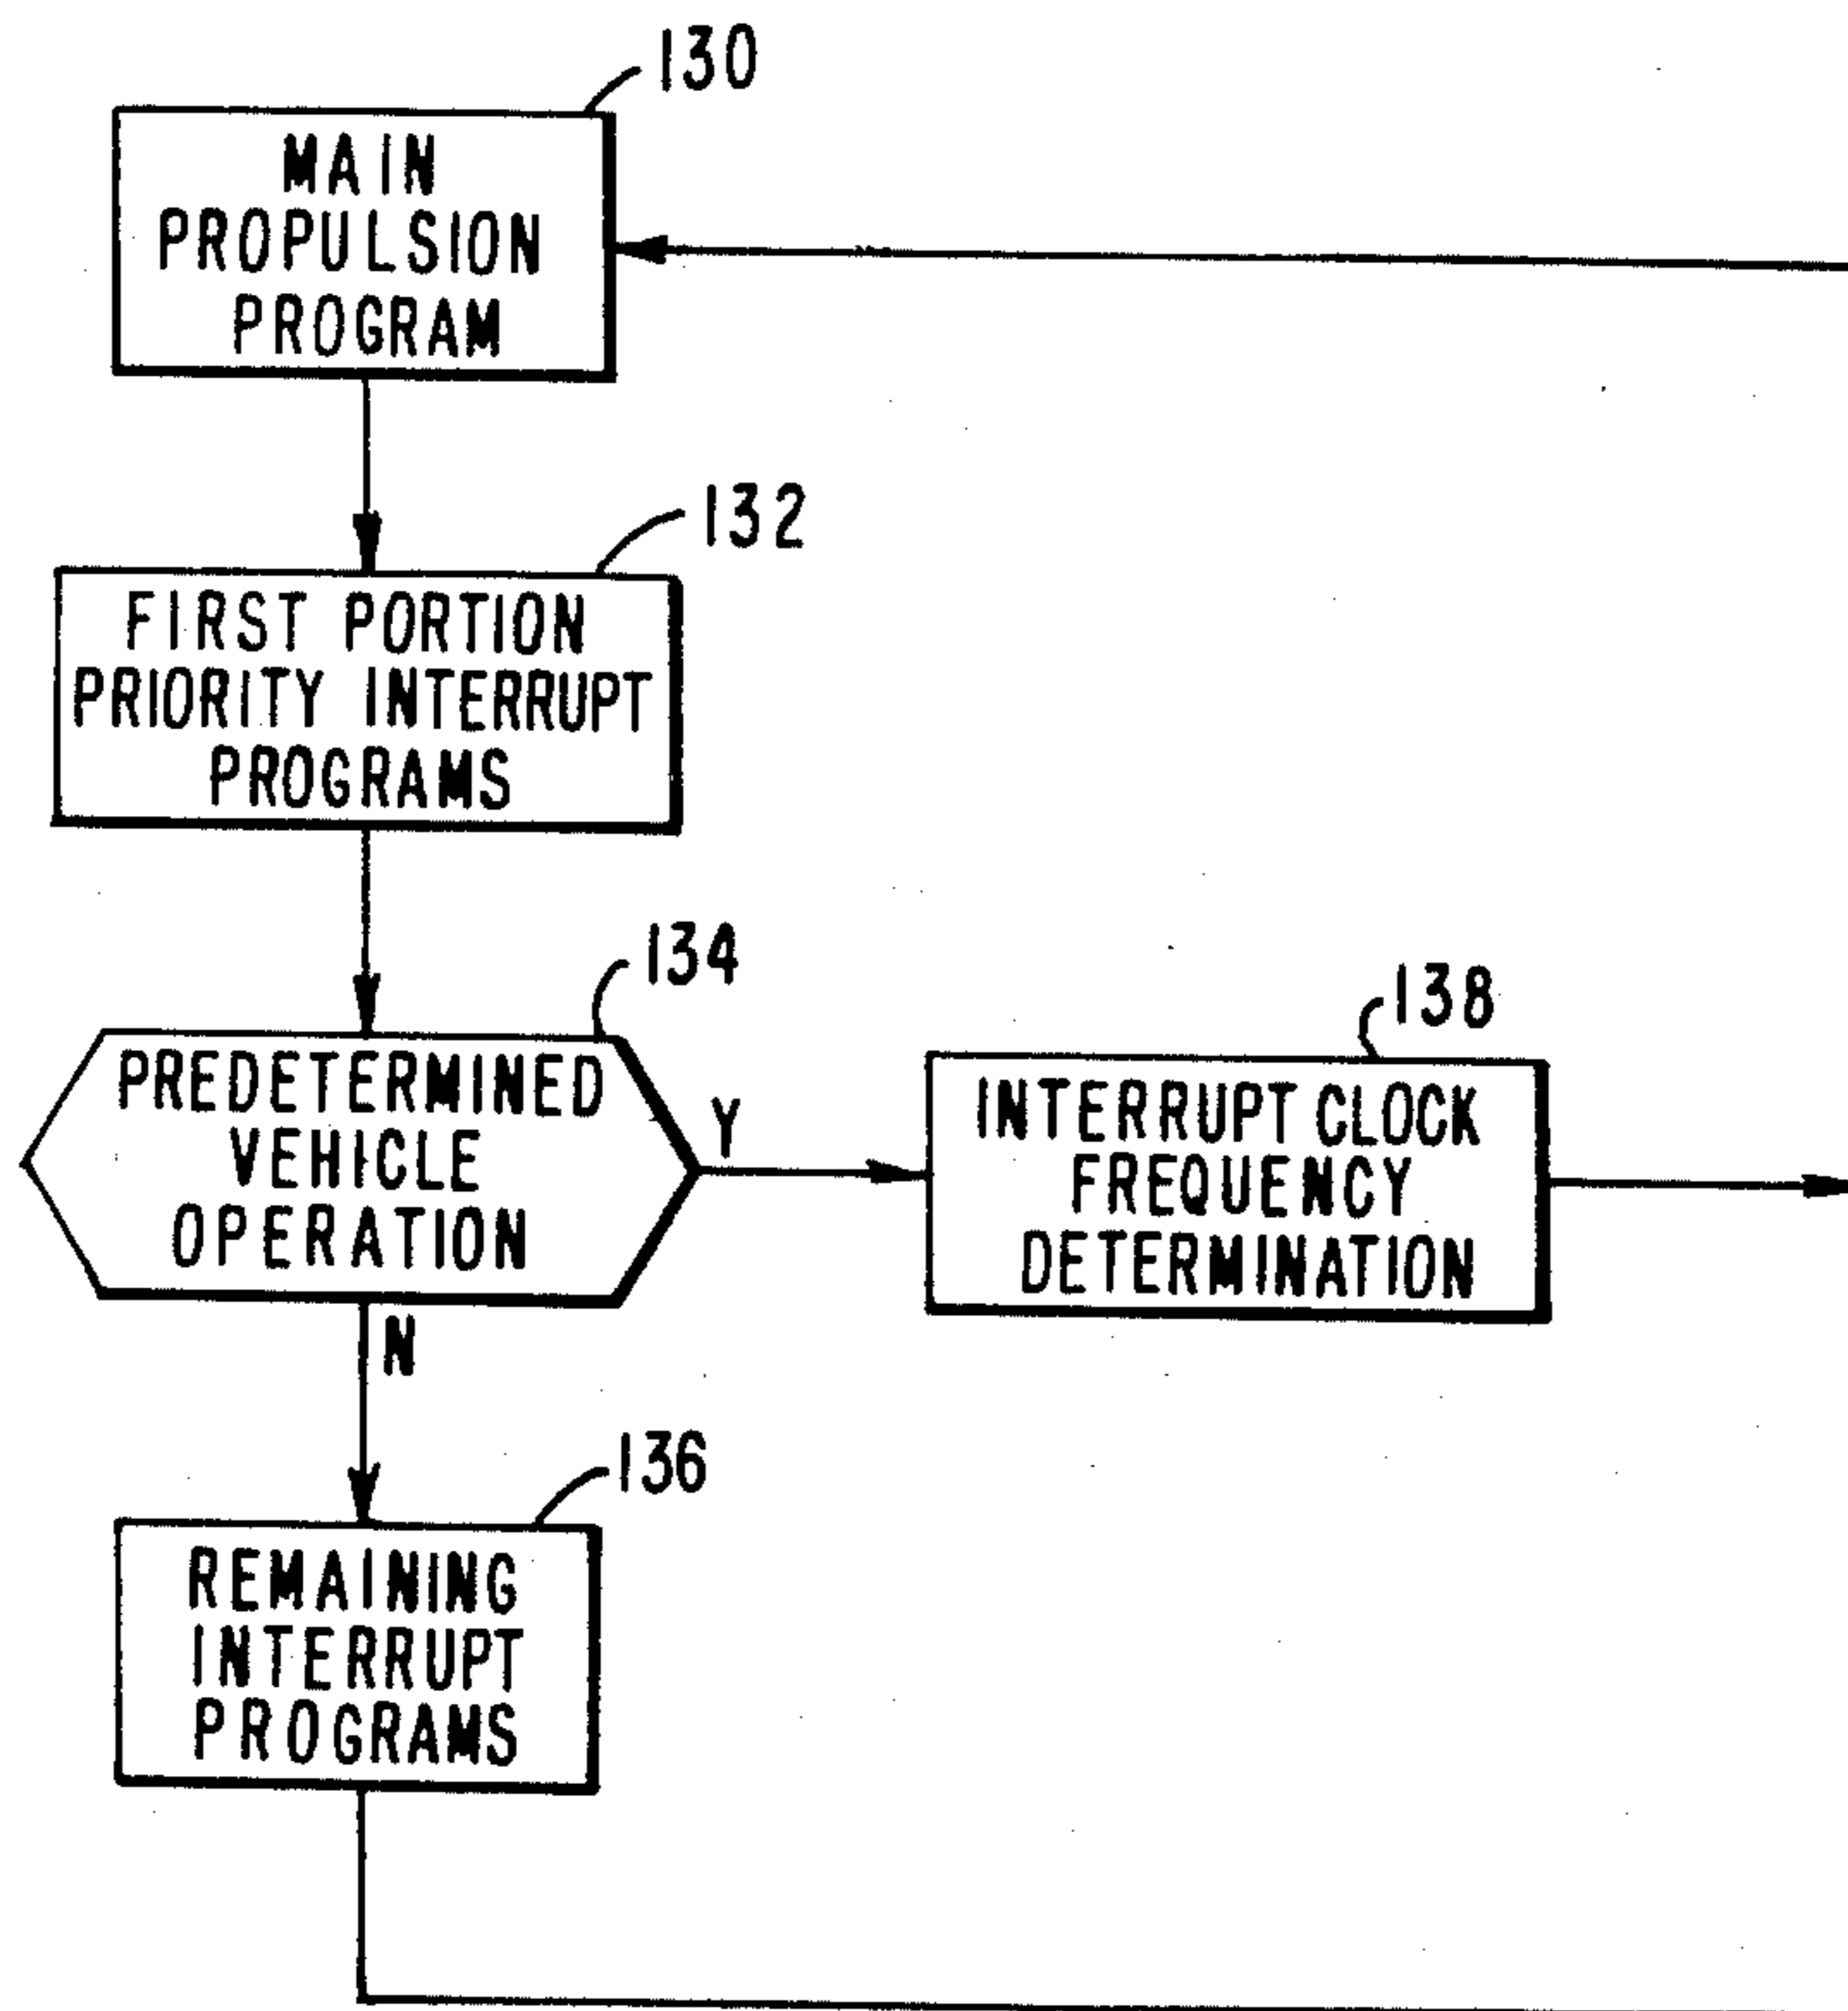 130
MAIN
PROPULSION
PROGRAM
132
FIRST PORTION
PRIORITY INTERRUPT
PROGRAMS
134
PREDETERMINED
VEHICLE
OPERATION
Y
138
INTERRUPT CLOCK
FREQUENCY
DETERMINATION
N
136
REMAINING
INTERRUPT
PROGRAMS